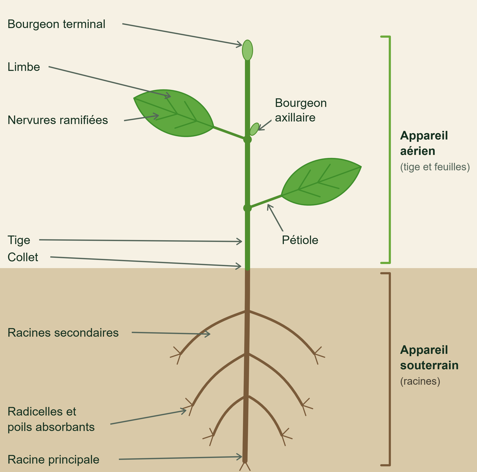 Bourgeon terminal
Limbe
Nervures ramifiées
Bourgeon
axillaire
Appareil
aérien
(tige et feuilles)
Tige
Pétiole
Collet
Racines secondaires
Appareil
souterrain
(racines)
Radicelles et
poils absorbants
Racine principale